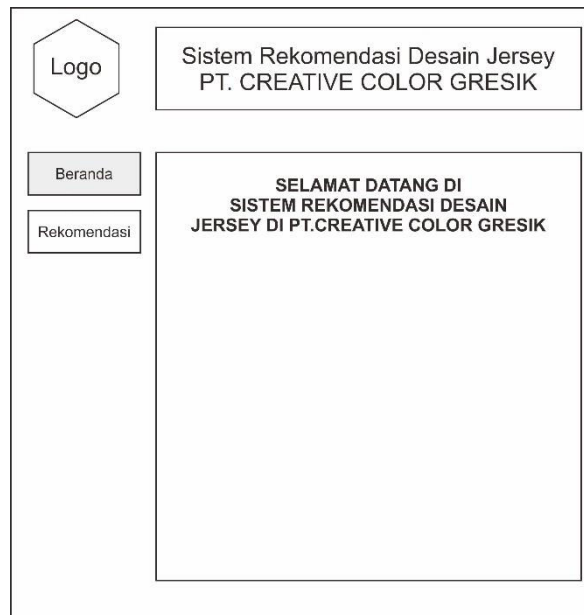 Logo
Sistem Rekomendasi Desain Jersey
PT. CREATIVE COLOR GRESIK
Beranda
Rekomendasi
SELAMAT DATANG DI
SISTEM REKOMENDASI DESAIN
JERSEY DI PT.CREATIVE COLOR GRESIK